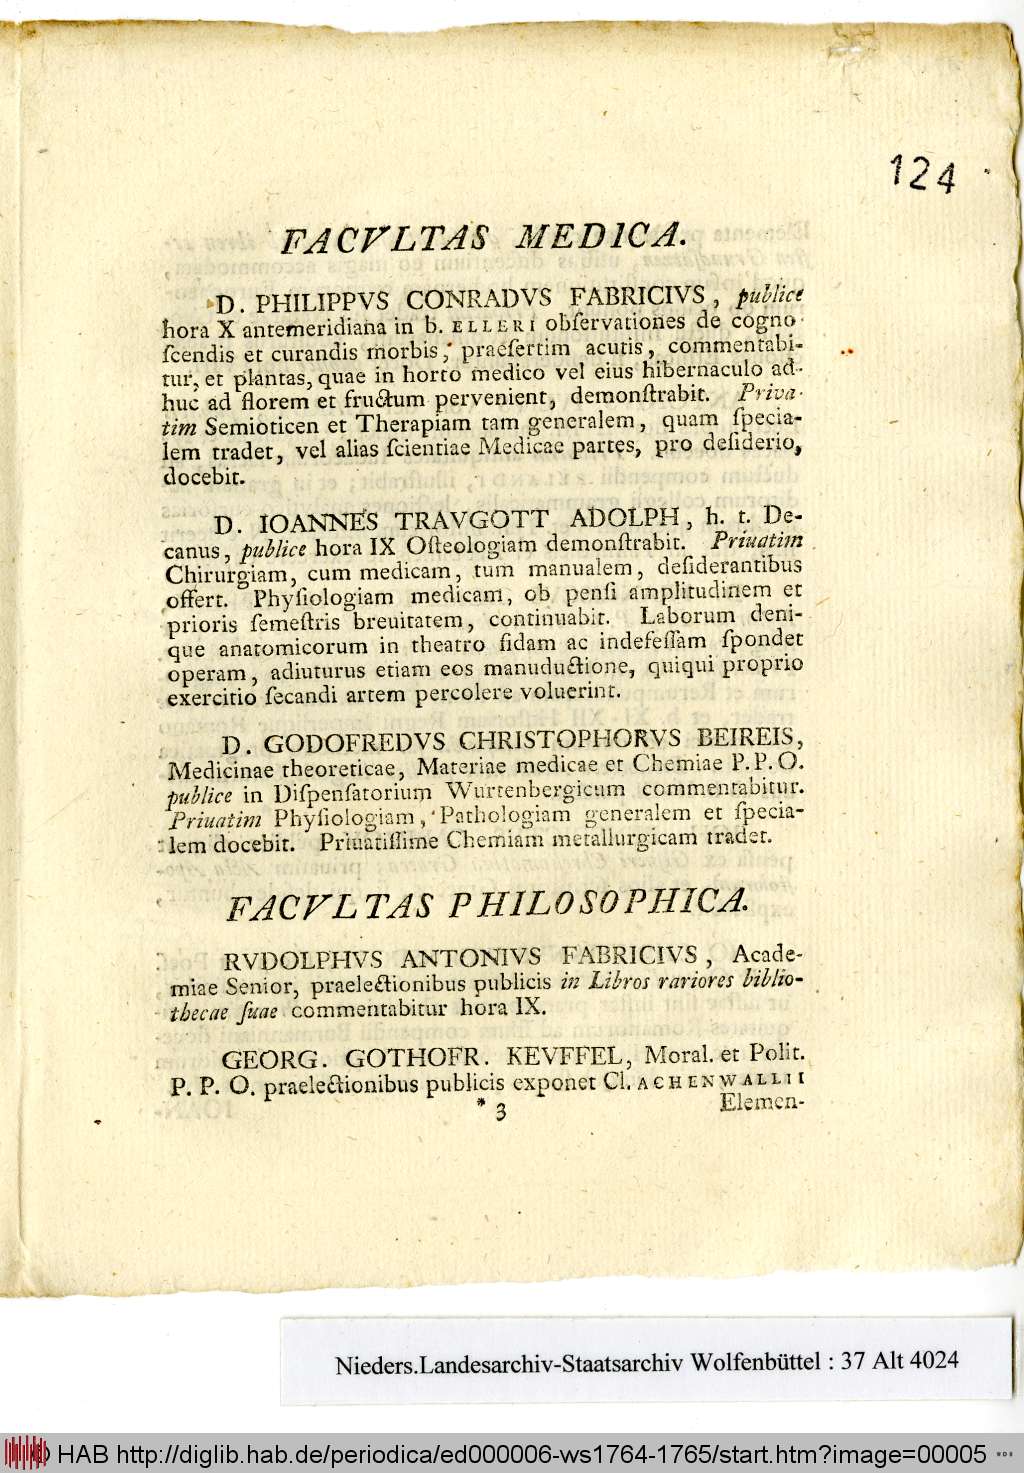 124
FACVLTAS MEDICA.
D. PHILIPPVS CONRADVS FABRICIVS, publice
hora X antemeridiana in b. ELLERI obſervationes de cogno-
ſcendis et curandis morbis, praeſertim acutis, commentabi-
tur, et plantas, quae in horto medico vel eius hibernaculo ad-
huc ad florem et fructum pervenient, demonſtrabit. Priva-
tim Semioticen et Therapiam tam generalem, quam ſpecia-
lem tradet, vel alias ſcientiae Medicae partes, pro deſiderio,
docebit.
D. IOANNES TRAVGOTT ADOLPH, h. t. De-
canus, publice hora IX Oſteologiam demonſtrabit. Priuatim
Chirurgiam, cum medicam, tum manualem, deſiderantibus
offert. Phyſiologiam medicam, ob penſi amplitudinem et
prioris ſemeſtris breuitatem, continuabit. Laborum deni-
que anatomicorum in theatro fidam ac indefeſſam ſpondet
operam, adiuturus etiam eos manuductione, quiqui proprio
exercitio ſecandi artem percolere voluerint.
D. GODOFREDVS CHRISTOPHORVS BEIREIS,
Medicinae theoreticae, Materiae medicae et Chemiae P. P. O.
publice in Diſpenſatorium Wurtenbergicum commentabitur.
Priuatim Phyſiologiam, Pathologiam generalem et ſpecia-
lem docebit. Priuatiſſime Chemiam metallurgicam tradet.
FACVLTAS PHILOSOPHICA.
RVDOLPHVS ANTONIVS FABRICIVS, Acade-
miae Senior, praelectionibus publicis in Libros rariores biblio-
thecae ſuae commentabitur hora IX.
GEORG. GOTHOFR. KEVFFEL, Moral. et Polit.
P. P. O. praelectionibus publicis exponet Cl. ACHENWALLII
* 3 Elemen-
Nieders.Landesarchiv-Staatsarchiv Wolfenbüttel : 37 Alt 4024
© HAB http://diglib.hab.de/periodica/ed000006-ws1764-1765/start.htm?image=00005